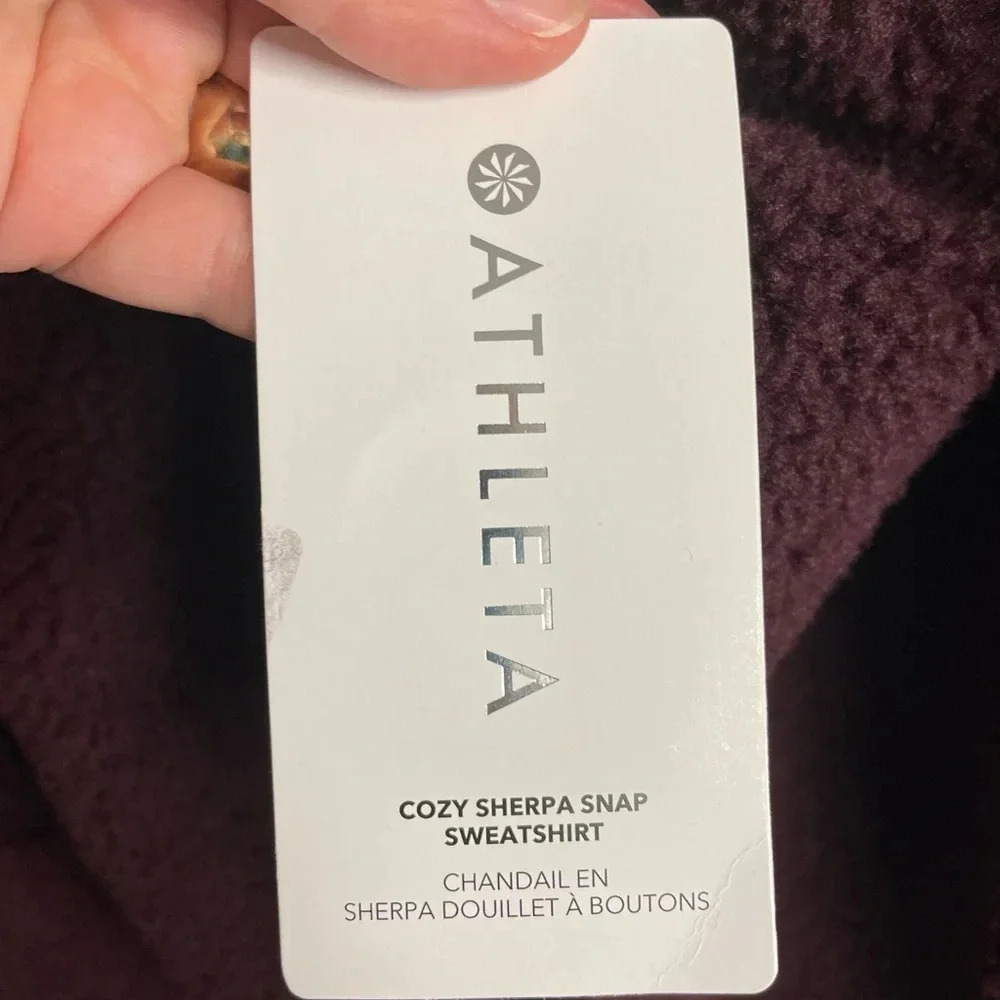 ATHLETA
COZY SHERPA SNAP
SWEATSHIRT
CHANDAIL EN
SHERPA DOUILLET À BOUTONS